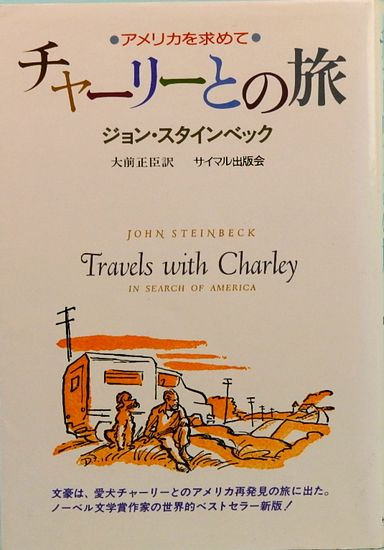 ●アメリカを求めて●
チャーリーとの旅
ジョン・スタインベック
大前正臣訳 サイマル出版会
JOHN STEINBECK
Travels with Charley
IN SEARCH OF AMERICA
文豪は、愛犬チャーリーとのアメリカ再発見の旅に出た。
ノーベル文学賞作家の世界的ベストセラー新版!